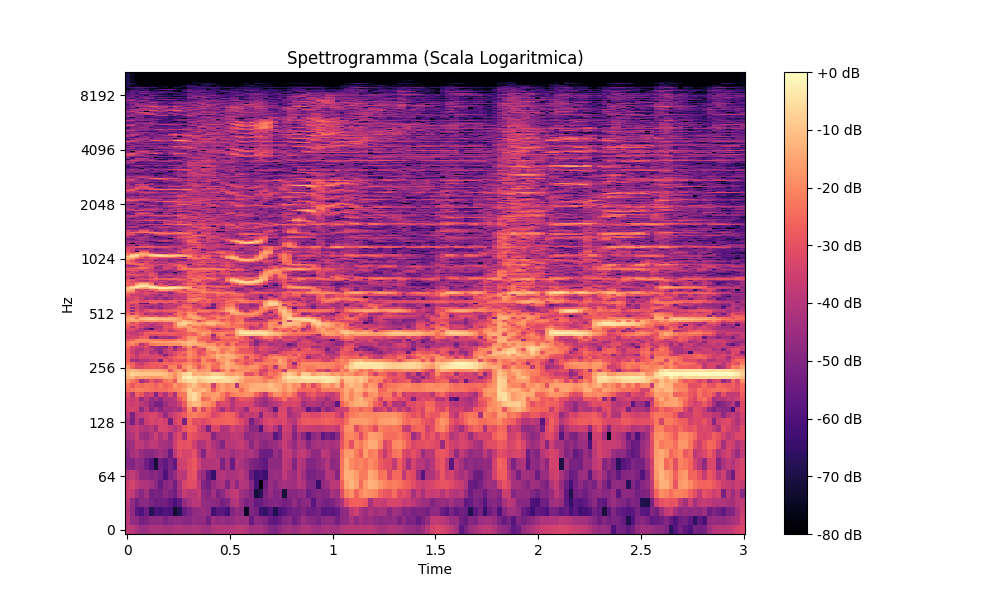 Spettrogramma (Scala Logaritmica)
Hz
8192
4096
2048
1024
512
256
128
64
0
0
0.5
1
1.5
2
2.5
3
Time
+0 dB
-10 dB
-20 dB
-30 dB
-40 dB
-50 dB
-60 dB
-70 dB
-80 dB